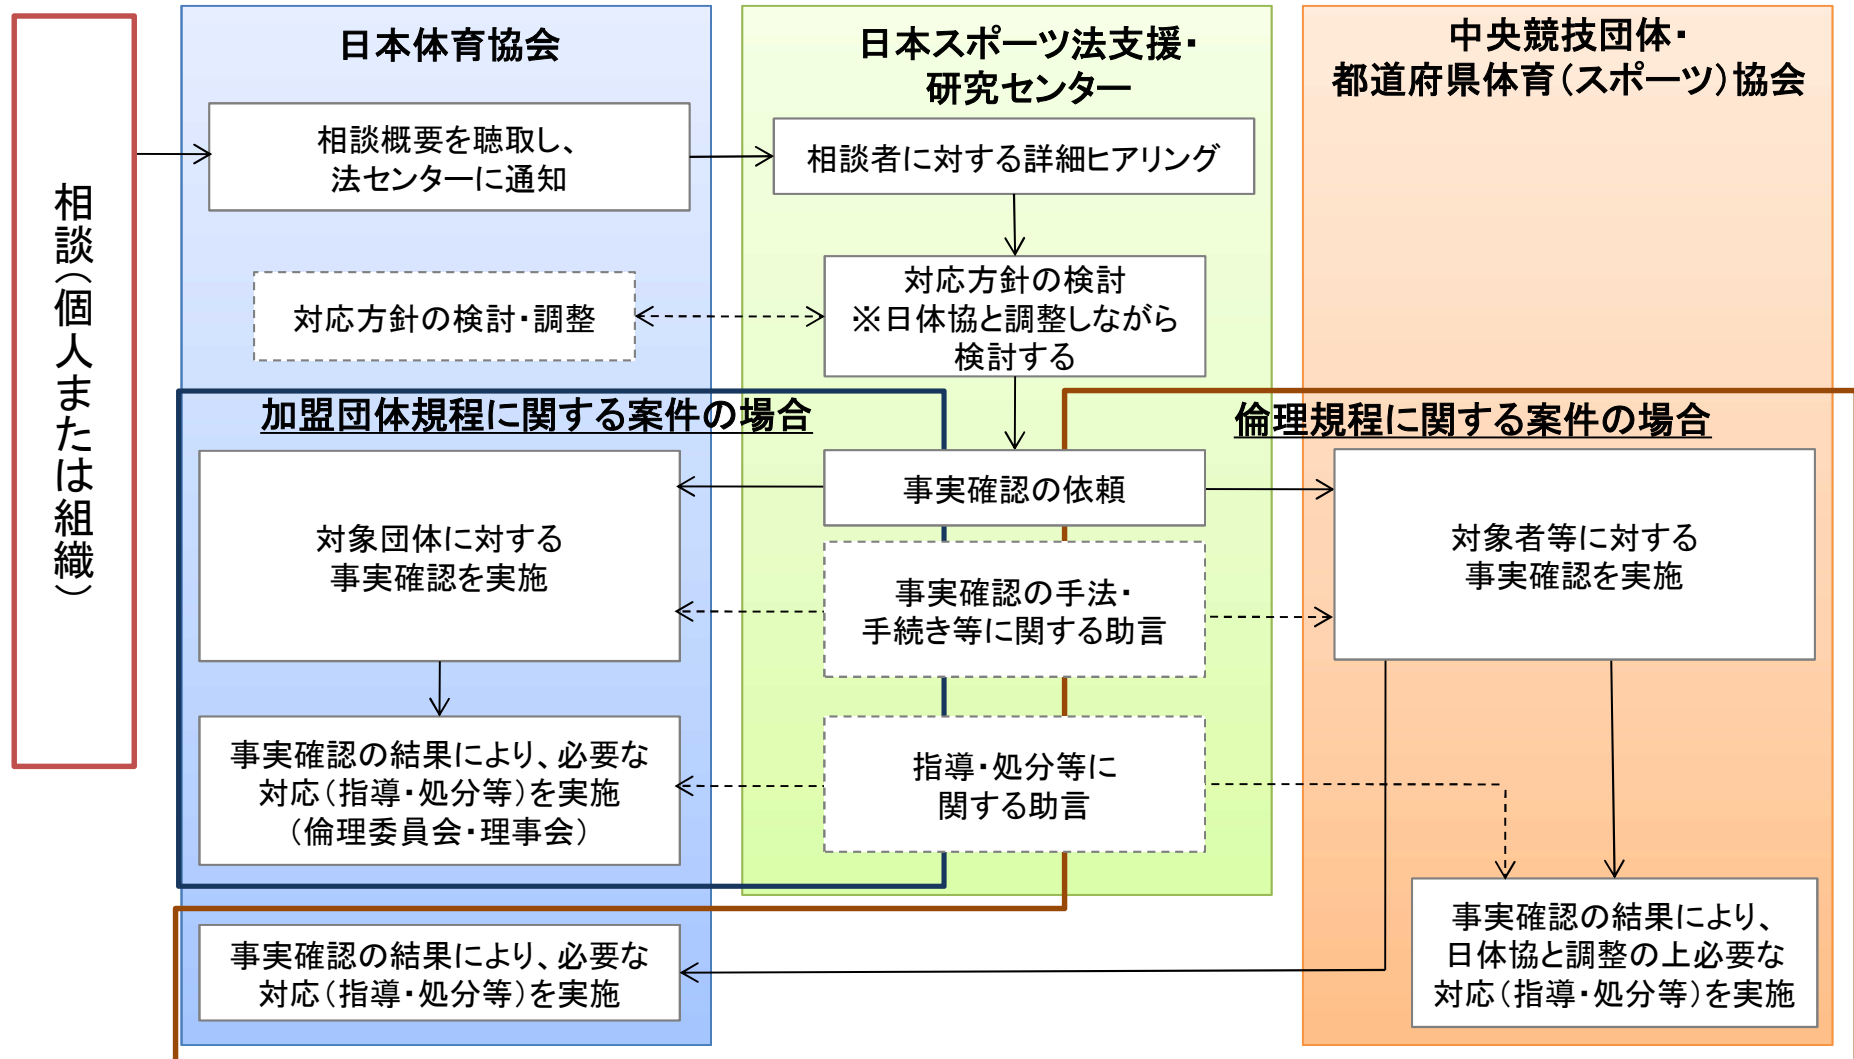 相談（個人または組織）
日本体育協会
日本スポーツ法支援・
研究センター
中央競技団体・
都道府県体育（スポーツ）協会
相談概要を聴取し、
法センターに通知
相談者に対する詳細ヒアリング
対応方針の検討・調整
対応方針の検討
※日体協と調整しながら
検討する
加盟団体規程に関する案件の場合
倫理規程に関する案件の場合
事実確認の依頼
対象団体に対する
事実確認を実施
事実確認の手法・
手続き等に関する助言
対象者等に対する
事実確認を実施
事実確認の結果により、必要な
対応（指導・処分等）を実施
（倫理委員会・理事会）
指導・処分等に
関する助言
事実確認の結果により、必要な
対応（指導・処分等）を実施
事実確認の結果により、
日体協と調整の上必要な
対応（指導・処分等）を実施